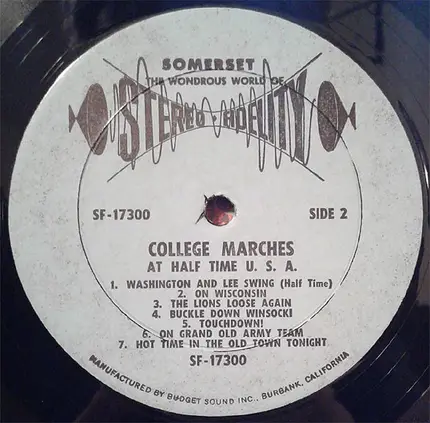 SOMERSET
THE WONDROUS WORLD OF
STEREO-FIDELITY
SF-17300
SIDE 2
COLLEGE MARCHES
AT HALF TIME U. S. A.
1. WASHINGTON AND LEE SWING (Half Time)
2. ON WISCONSIN
3. THE LIONS LOOSE AGAIN
4. BUCKLE DOWN WINSOCKI
5. TOUCHDOWN!
6. ON GRAND OLD ARMY TEAM
7. HOT TIME IN THE OLD TOWN TONIGHT
SF-17300
MANUFACTURED BY BUDGET SOUND INC., BURBANK, CALIFORNIA